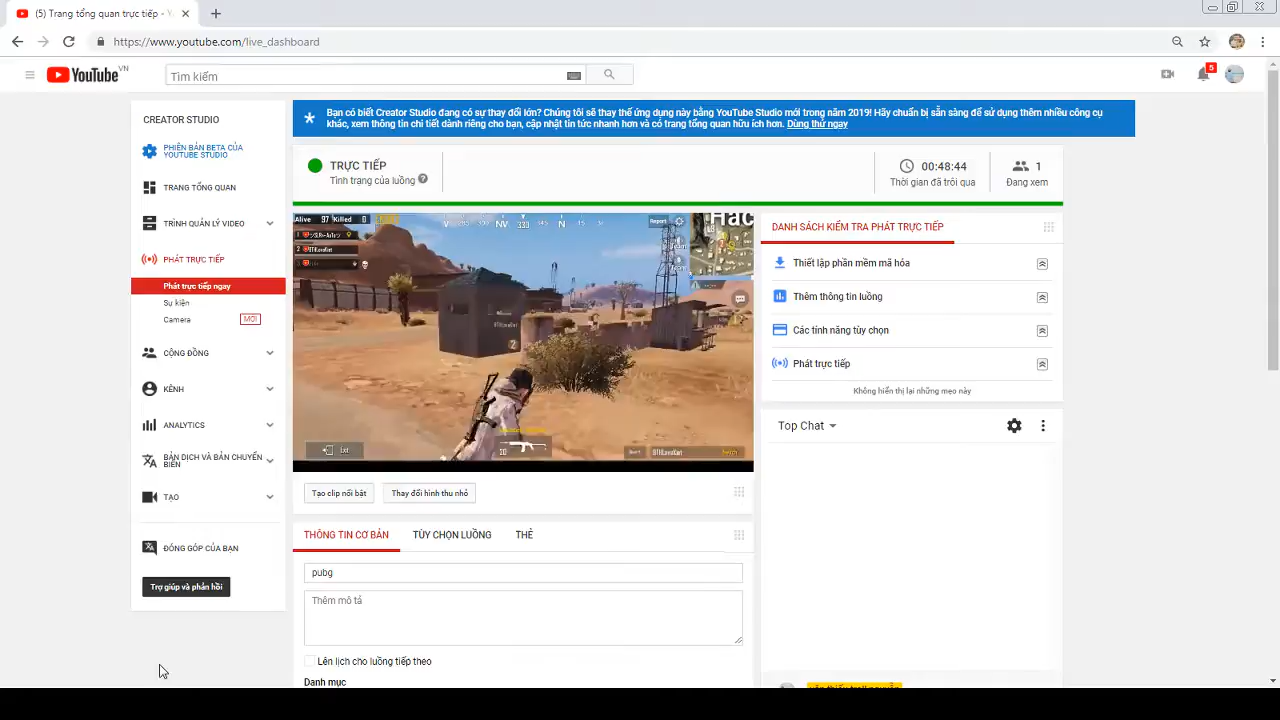 (5) Trang tổng quan trực tiếp - Y
https://www.youtube.com/live_dashboard
YouTube VN
Tìm kiếm
5
CREATOR STUDIO
PHIÊN BẢN BETA CỦA
YOUTUBE STUDIO
TRANG TỔNG QUAN
TRÌNH QUẢN LÝ VIDEO
PHÁT TRỰC TIẾP
Phát trực tiếp ngay
Sự kiện
Camera
MỚI
CỘNG ĐỒNG
KÊNH
ANALYTICS
BẢN DỊCH VÀ BẢN CHUYỂN
BIÊN
TẠO
ĐÓNG GÓP CỦA BẠN
Trợ giúp và phản hồi
Bạn có biết Creator Studio đang có sự thay đổi lớn? Chúng tôi sẽ thay thế ứng dụng này bằng YouTube Studio mới trong năm 2019! Hãy chuẩn bị sẵn sàng để sử dụng thêm nhiều công cụ
khác, xem thông tin chi tiết dành riêng cho bạn, cập nhật tin tức nhanh hơn và có trang tổng quan hữu ích hơn. Dùng thử ngay
TRỰC TIẾP
Tình trạng của luồng
00:48:44
Thời gian đã trôi qua
1
Đang xem
Alive 97 Killed 0
NV 330 345 N
Report
Hac
2
Exit
Tạo clip nổi bật
Thay đổi hình thu nhỏ
THÔNG TIN CƠ BẢN
TÙY CHỌN LUỒNG
THẺ
pubg
Thêm mô tả
Lên lịch cho luồng tiếp theo
Danh mục
DANH SÁCH KIỂM TRA PHÁT TRỰC TIẾP
Thiết lập phần mềm mã hóa
Thêm thông tin luồng
Các tính năng tùy chọn
Phát trực tiếp
Không hiển thị lại những mẹo này
Top Chat